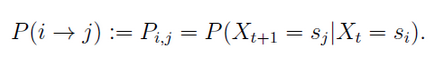 P(i → j) := P_{i,j} = P(X_{t+1} = s_j|X_t = s_i).